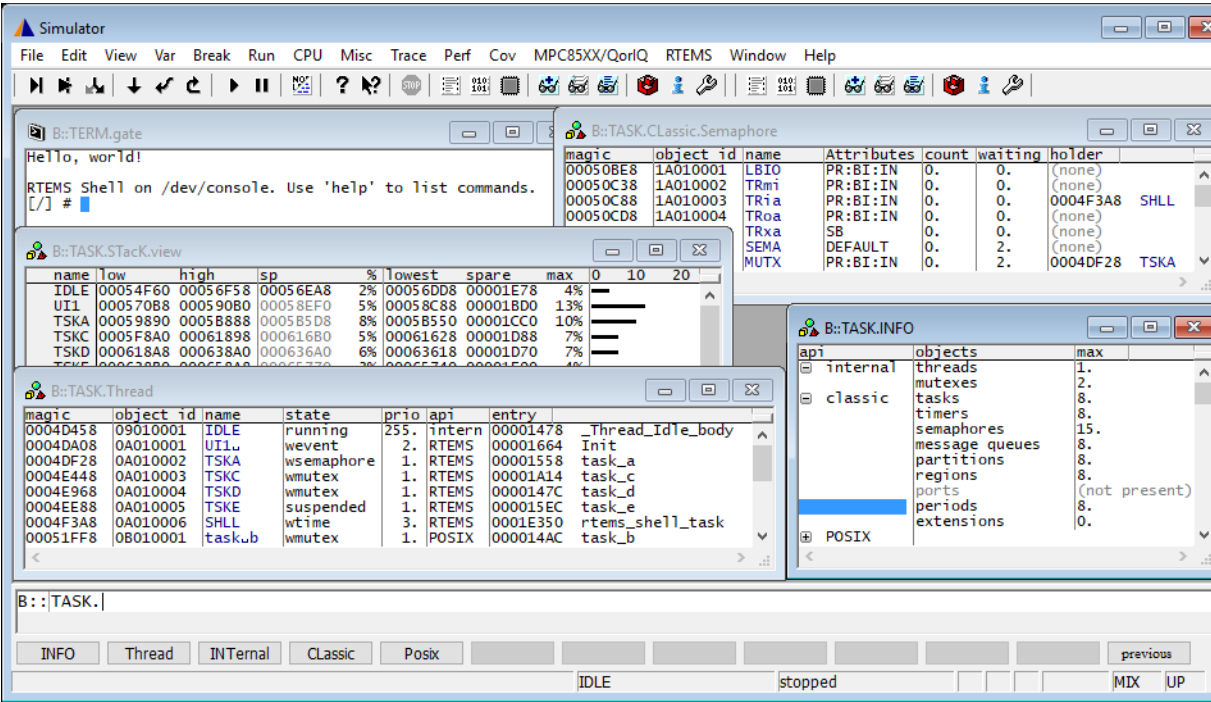 Simulator
File Edit View Var Break Run CPU Misc Trace Perf Cov MPC85XX/QorIQ RTEMS Window Help
B::TERM.gate
Hello, world!
RTEMS Shell on /dev/console. Use 'help' to list commands.
[/] #
B::TASK.CLassic.Semaphore
magic object id name Attributes count waiting holder
00050BE8 1A010001 LBIO PR:BI:IN 0. 0. (none)
00050C38 1A010002 TRmi PR:BI:IN 0. 0. (none)
00050C88 1A010003 TRia PR:BI:IN 0. 0. 0004F3A8 SHLL
00050CD8 1A010004 TRoa PR:BI:IN 0. 0. (none)
TRxa SB 0. 0. (none)
SEMA DEFAULT 0. 2. (none)
MUTX PR:BI:IN 0. 2. 0004DF28 TSKA
B::TASK.STacK.view
name low high sp % lowest spare max 0 10 20
IDLE 00054F60 00056F58 00056EA8 2% 00056DD8 00001E78 4%
UI1 000570B8 000590B0 00058EF0 5% 00058C88 00001BD0 13%
TSKA 00059890 0005B888 0005B5D8 8% 0005B550 00001CC0 10%
TSKC 0005F8A0 00061898 000616B0 5% 00061628 00001D88 7%
TSKD 000618A8 000638A0 000636A0 6% 00063618 00001D70 7%
B::TASK.INFO
api objects max
internal threads 1.
mutexes 2.
classic tasks 8.
timers 8.
semaphores 15.
message queues 8.
partitions 8.
regions 8.
ports (not present)
periods 8.
extensions 0.
POSIX
B::TASK.Thread
magic object id name state prio api entry
0004D458 09010001 IDLE running 255. intern 00001478 _Thread_Idle_body
0004DA08 0A010001 UI1␣ wevent 2. RTEMS 00001664 Init
0004DF28 0A010002 TSKA wsemaphore 1. RTEMS 00001558 task_a
0004E448 0A010003 TSKC wmutex 1. RTEMS 00001A14 task_c
0004E968 0A010004 TSKD wmutex 1. RTEMS 0000147C task_d
0004EE88 0A010005 TSKE suspended 1. RTEMS 000015EC task_e
0004F3A8 0A010006 SHLL wtime 3. RTEMS 0001E350 rtems_shell_task
00051FF8 0B010001 task␣b wmutex 1. POSIX 000014AC task_b
B::TASK.
INFO Thread INTernal CLassic Posix previous
IDLE stopped MIX UP